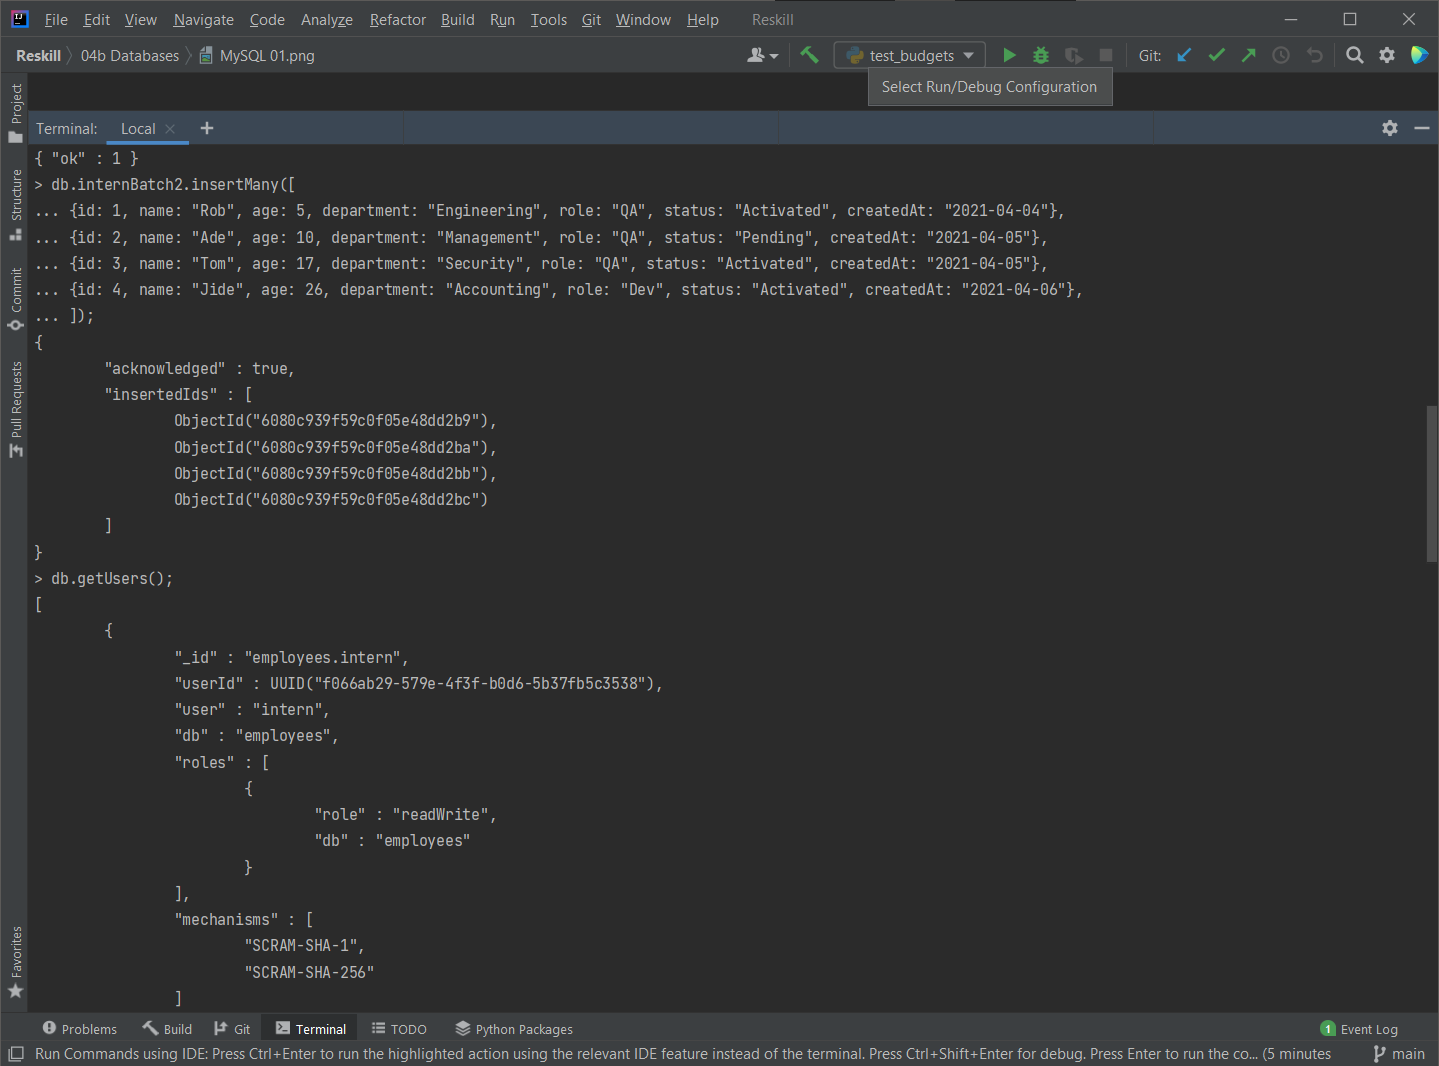 File Edit View Navigate Code Analyze Refactor Build Run Tools Git Window Help Reskill
Reskill 04b Databases MySQL 01.png test_budgets Git:
Select Run/Debug Configuration
Terminal: Local
{ "ok" : 1 }
> db.internBatch2.insertMany([
... {id: 1, name: "Rob", age: 5, department: "Engineering", role: "QA", status: "Activated", createdAt: "2021-04-04"},
... {id: 2, name: "Ade", age: 10, department: "Management", role: "QA", status: "Pending", createdAt: "2021-04-05"},
... {id: 3, name: "Tom", age: 17, department: "Security", role: "QA", status: "Activated", createdAt: "2021-04-05"},
... {id: 4, name: "Jide", age: 26, department: "Accounting", role: "Dev", status: "Activated", createdAt: "2021-04-06"},
... ]);
{
"acknowledged" : true,
"insertedIds" : [
ObjectId("6080c939f59c0f05e48dd2b9"),
ObjectId("6080c939f59c0f05e48dd2ba"),
ObjectId("6080c939f59c0f05e48dd2bb"),
ObjectId("6080c939f59c0f05e48dd2bc")
]
}
> db.getUsers();
[
{
"_id" : "employees.intern",
"userId" : UUID("f066ab29-579e-4f3f-b0d6-5b37fb5c3538"),
"user" : "intern",
"db" : "employees",
"roles" : [
{
"role" : "readWrite",
"db" : "employees"
}
],
"mechanisms" : [
"SCRAM-SHA-1",
"SCRAM-SHA-256"
]
Project
Structure
Commit
Pull Requests
Favorites
Problems Build Git Terminal TODO Python Packages 1 Event Log
Run Commands using IDE: Press Ctrl+Enter to run the highlighted action using the relevant IDE feature instead of the terminal. Press Ctrl+Shift+Enter for debug. Press Enter to run the co... (5 minutes main